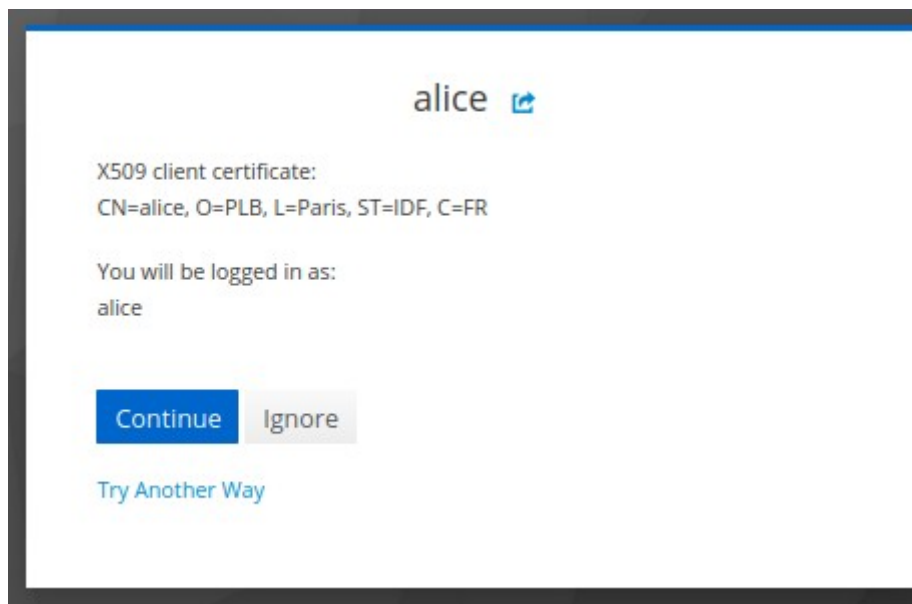 alice
X509 client certificate:
CN=alice, O=PLB, L=Paris, ST=IDF, C=FR
You will be logged in as:
alice
Continue Ignore
Try Another Way